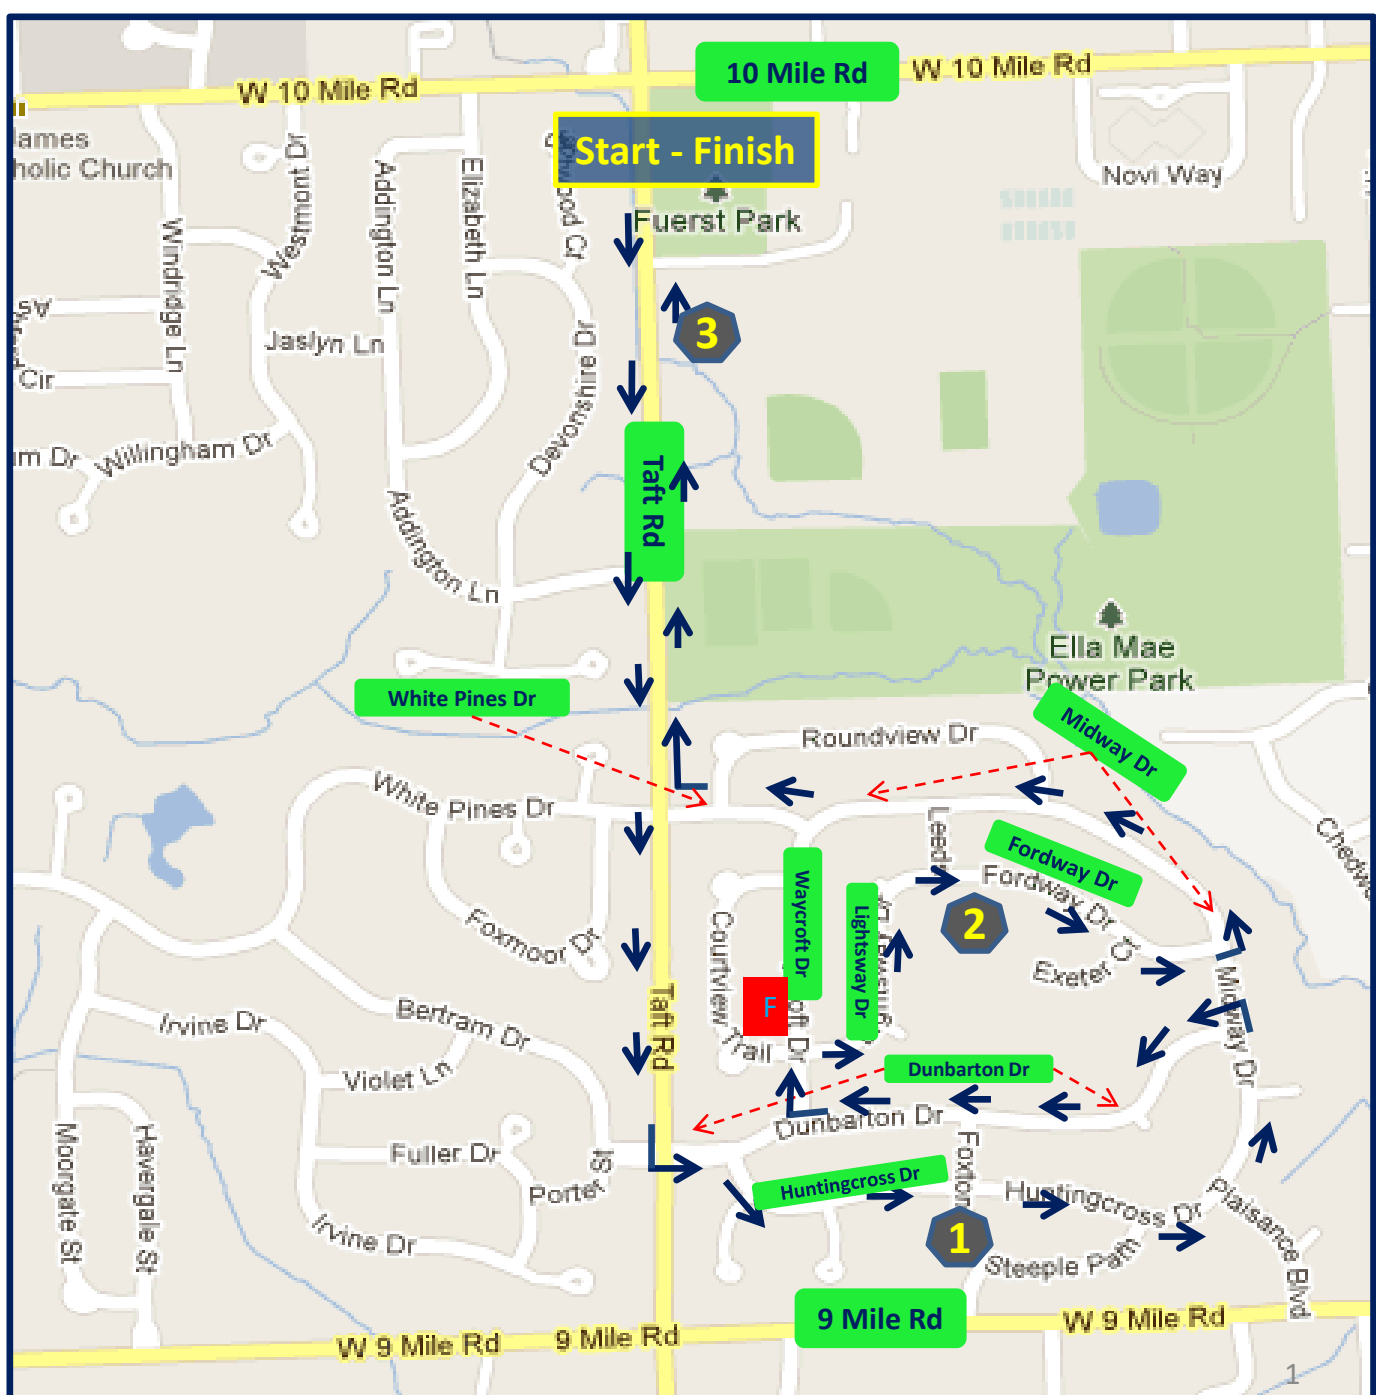 10 Mile Rd
W 10 Mile Rd
W 10 Mile Rd
Start - Finish
holic Church
Novi Way
Fuerst Park
Westmont Dr
Addington Ln
Elizabeth Ln
Windridge Ln
Jaslyn Ln
3
Cir
Devonshire Dr
Willingham Dr
m Dr
Taft Rd
Addington Ln
Ella Mae
Power Park
White Pines Dr
Midway Dr
Roundview Dr
White Pines Dr
Leeds
Fordway Dr
Fordway Dr
Waycroft Dr
Lightsway Dr
2
Foxmoor Dr
Courtview
Trail
Exeter Ct
F
Midway Dr
Taft Rd
Irvine Dr
Bertram Dr
Violet Ln
Dunbarton Dr
Dunbarton Dr
Moorgate St
Havergale St
Fuller Dr
Porter St
Foxton
Huntingcross Dr
Huntingcross Dr
Plaisance Blvd
Irvine Dr
1
Steeple Path
9 Mile Rd
W 9 Mile Rd
9 Mile Rd
W 9 Mile Rd
1